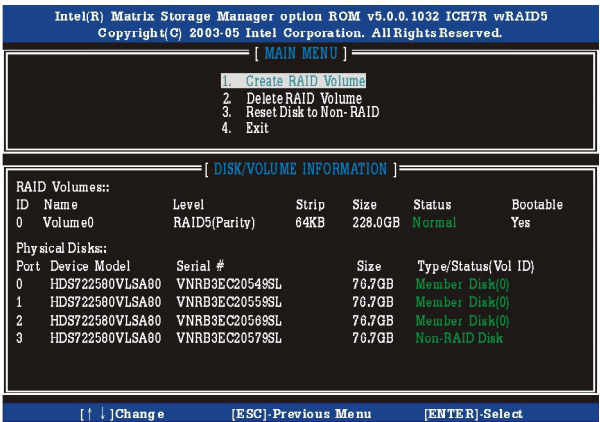 Intel(R) Matrix Storage Manager option ROM v5.0.0.1032 ICH7R wRAID5
Copyright(C) 2003-05 Intel Corporation. All Rights Reserved.
[ MAIN MENU ]
1. Create RAID Volume
2. Delete RAID Volume
3. Reset Disk to Non-RAID
4. Exit
[ DISK/VOLUME INFORMATION ]
RAID Volumes::
ID Name Level Strip Size Status Bootable
0 Volume0 RAID5(Parity) 64KB 228.0GB Normal Yes
Physical Disks::
Port Device Model Serial # Size Type/Status(Vol ID)
0 HDS722580VLSA80 VNRB3EC20549SL 76.7GB Member Disk(0)
1 HDS722580VLSA80 VNRB3EC20559SL 76.7GB Member Disk(0)
2 HDS722580VLSA80 VNRB3EC20569SL 76.7GB Member Disk(0)
3 HDS722580VLSA80 VNRB3EC20579SL 76.7GB Non-RAID Disk
[↑↓]Change [ESC]-Previous Menu [ENTER]-Select